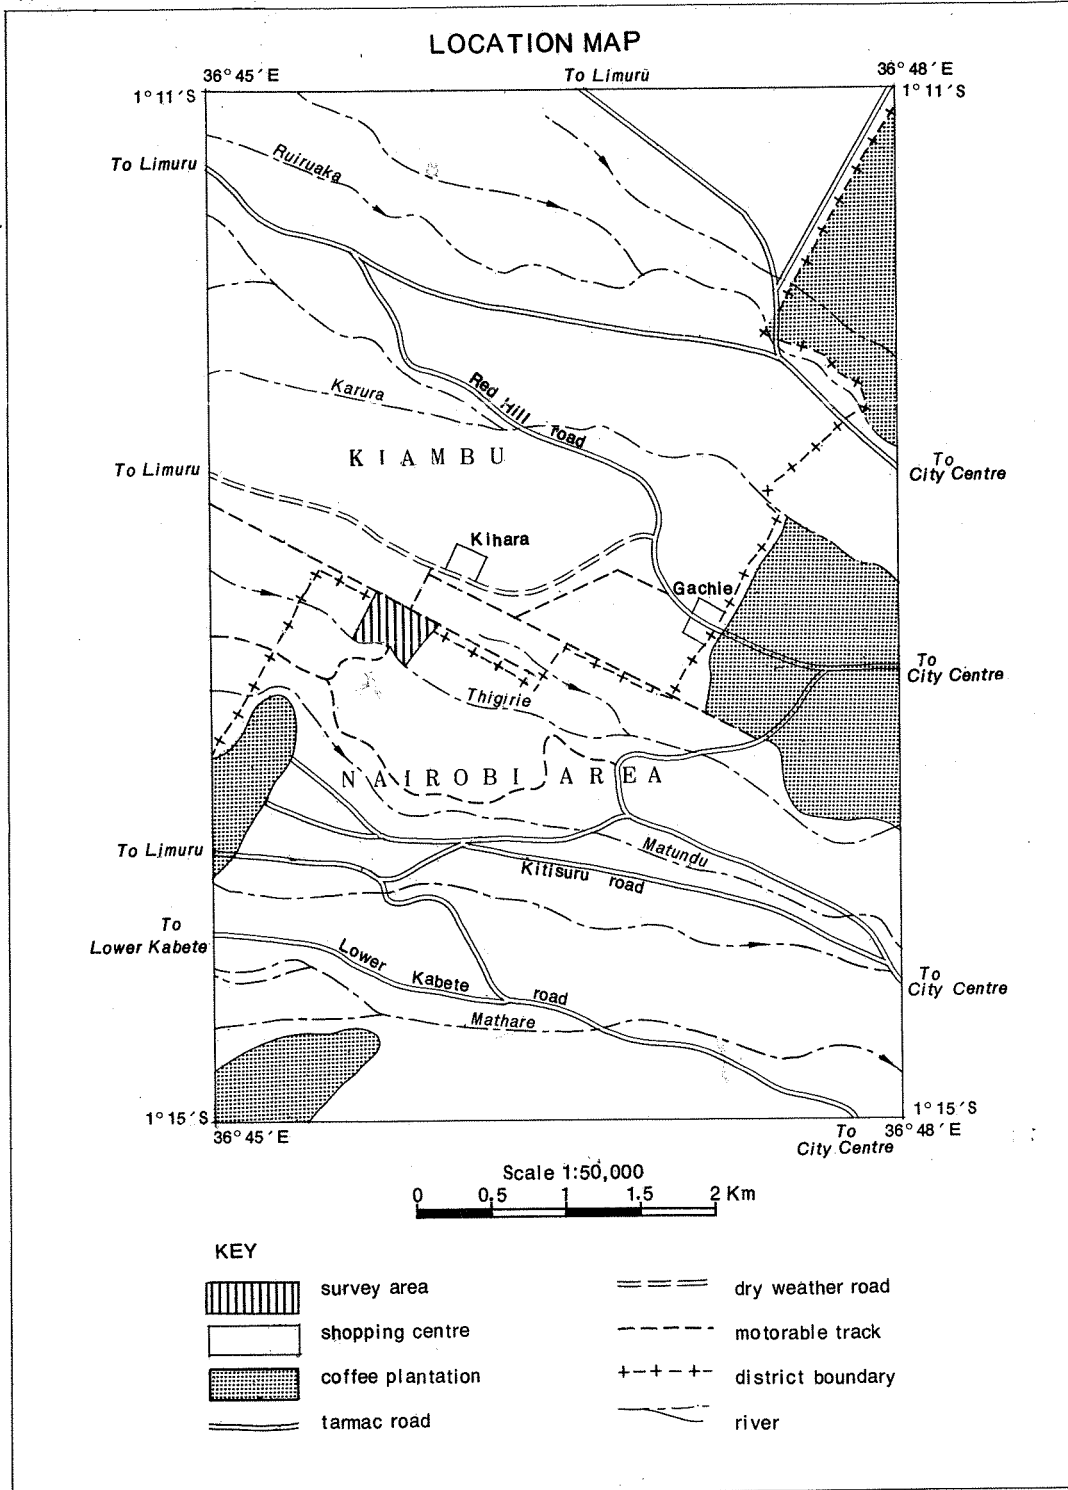 LOCATION MAP
36° 45′ E
To Limuru
36° 48′ E
1° 11′ S
1° 11′ S
To Limuru
Ruiruaka
Karura
Red Hill road
KIAMBU
To Limuru
To
City Centre
Kihara
Gachie
To
City Centre
Thigirie
NAIROBI AREA
To Limuru
Matundu
Kitisuru road
To
Lower Kabete
Lower Kabete road
To
City Centre
Mathare
1° 15′ S
36° 45′ E
1° 15′ S
36° 48′ E
To
City Centre
Scale 1:50,000
0 0.5 1 1.5 2 Km
KEY
survey area
shopping centre
coffee plantation
tarmac road
dry weather road
motorable track
district boundary
river